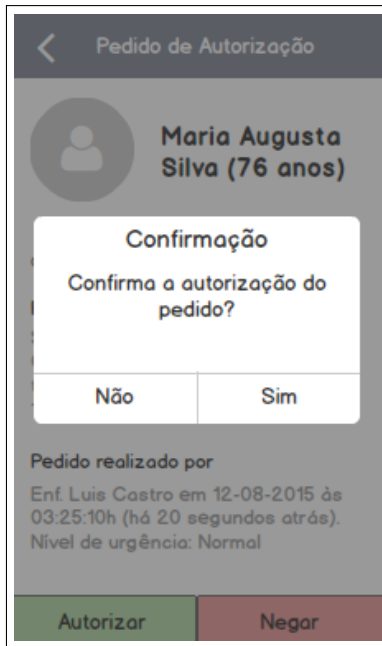 Pedido de Autorização
Maria Augusta
Silva (76 anos)
Confirmação
Confirma a autorização do
pedido?
Não
Sim
Pedido realizado por
Enf. Luis Castro em 12-08-2015 às
03:25:10h (há 20 segundos atrás).
Nível de urgência: Normal
Autorizar
Negar